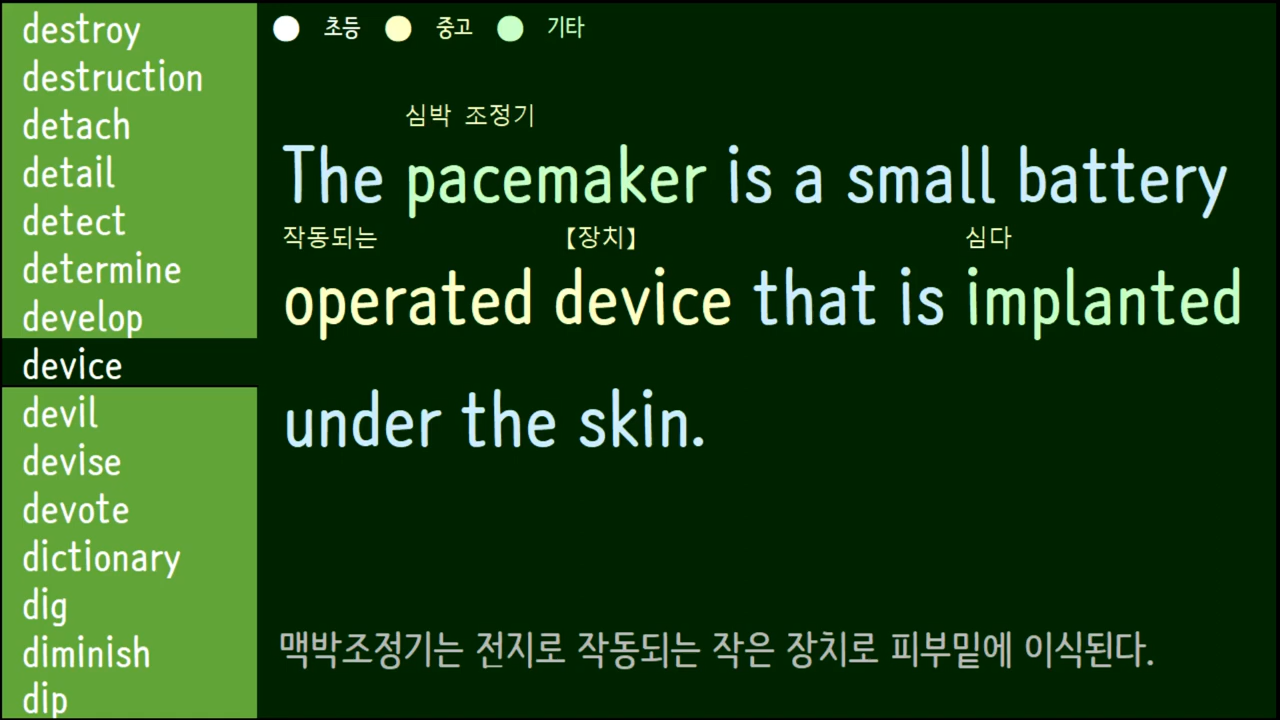 destroy
destruction
detach
detail
detect
determine
develop
device
devil
devise
devote
dictionary
dig
diminish
dip
초등 중고 기타
심박 조정기
The pacemaker is a small battery
작동되는 【장치】 심다
operated device that is implanted
under the skin.
맥박조정기는 전지로 작동되는 작은 장치로 피부밑에 이식된다.